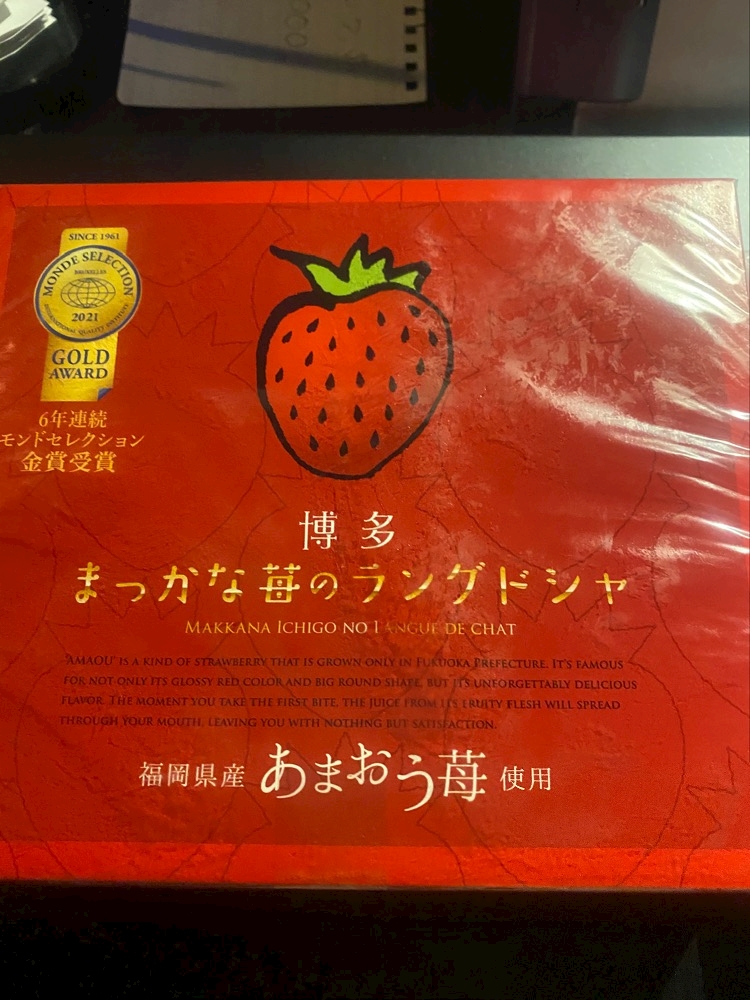 SINCE 1961
MONDE SELECTION
BRUXELLES
2021
INTERNATIONAL QUALITY INSTITUTE
GOLD
AWARD
6年連続
モンドセレクション
金賞受賞
博多
まっかな苺のラングドシャ
MAKKANA ICHIGO NO LANGUE DE CHAT
"AMAOU" IS A KIND OF STRAWBERRY THAT IS GROWN ONLY IN FUKUOKA PREFECTURE. IT'S FAMOUS
FOR NOT ONLY ITS GLOSSY RED COLOR AND BIG ROUND SHAPE, BUT ITS UNFORGETTABLY DELICIOUS
FLAVOR. THE MOMENT YOU TAKE THE FIRST BITE, THE JUICE FROM ITS FRUITY FLESH WILL SPREAD
THROUGH YOUR MOUTH, LEAVING YOU WITH NOTHING BUT SATISFACTION.
福岡県産 あまおう苺 使用